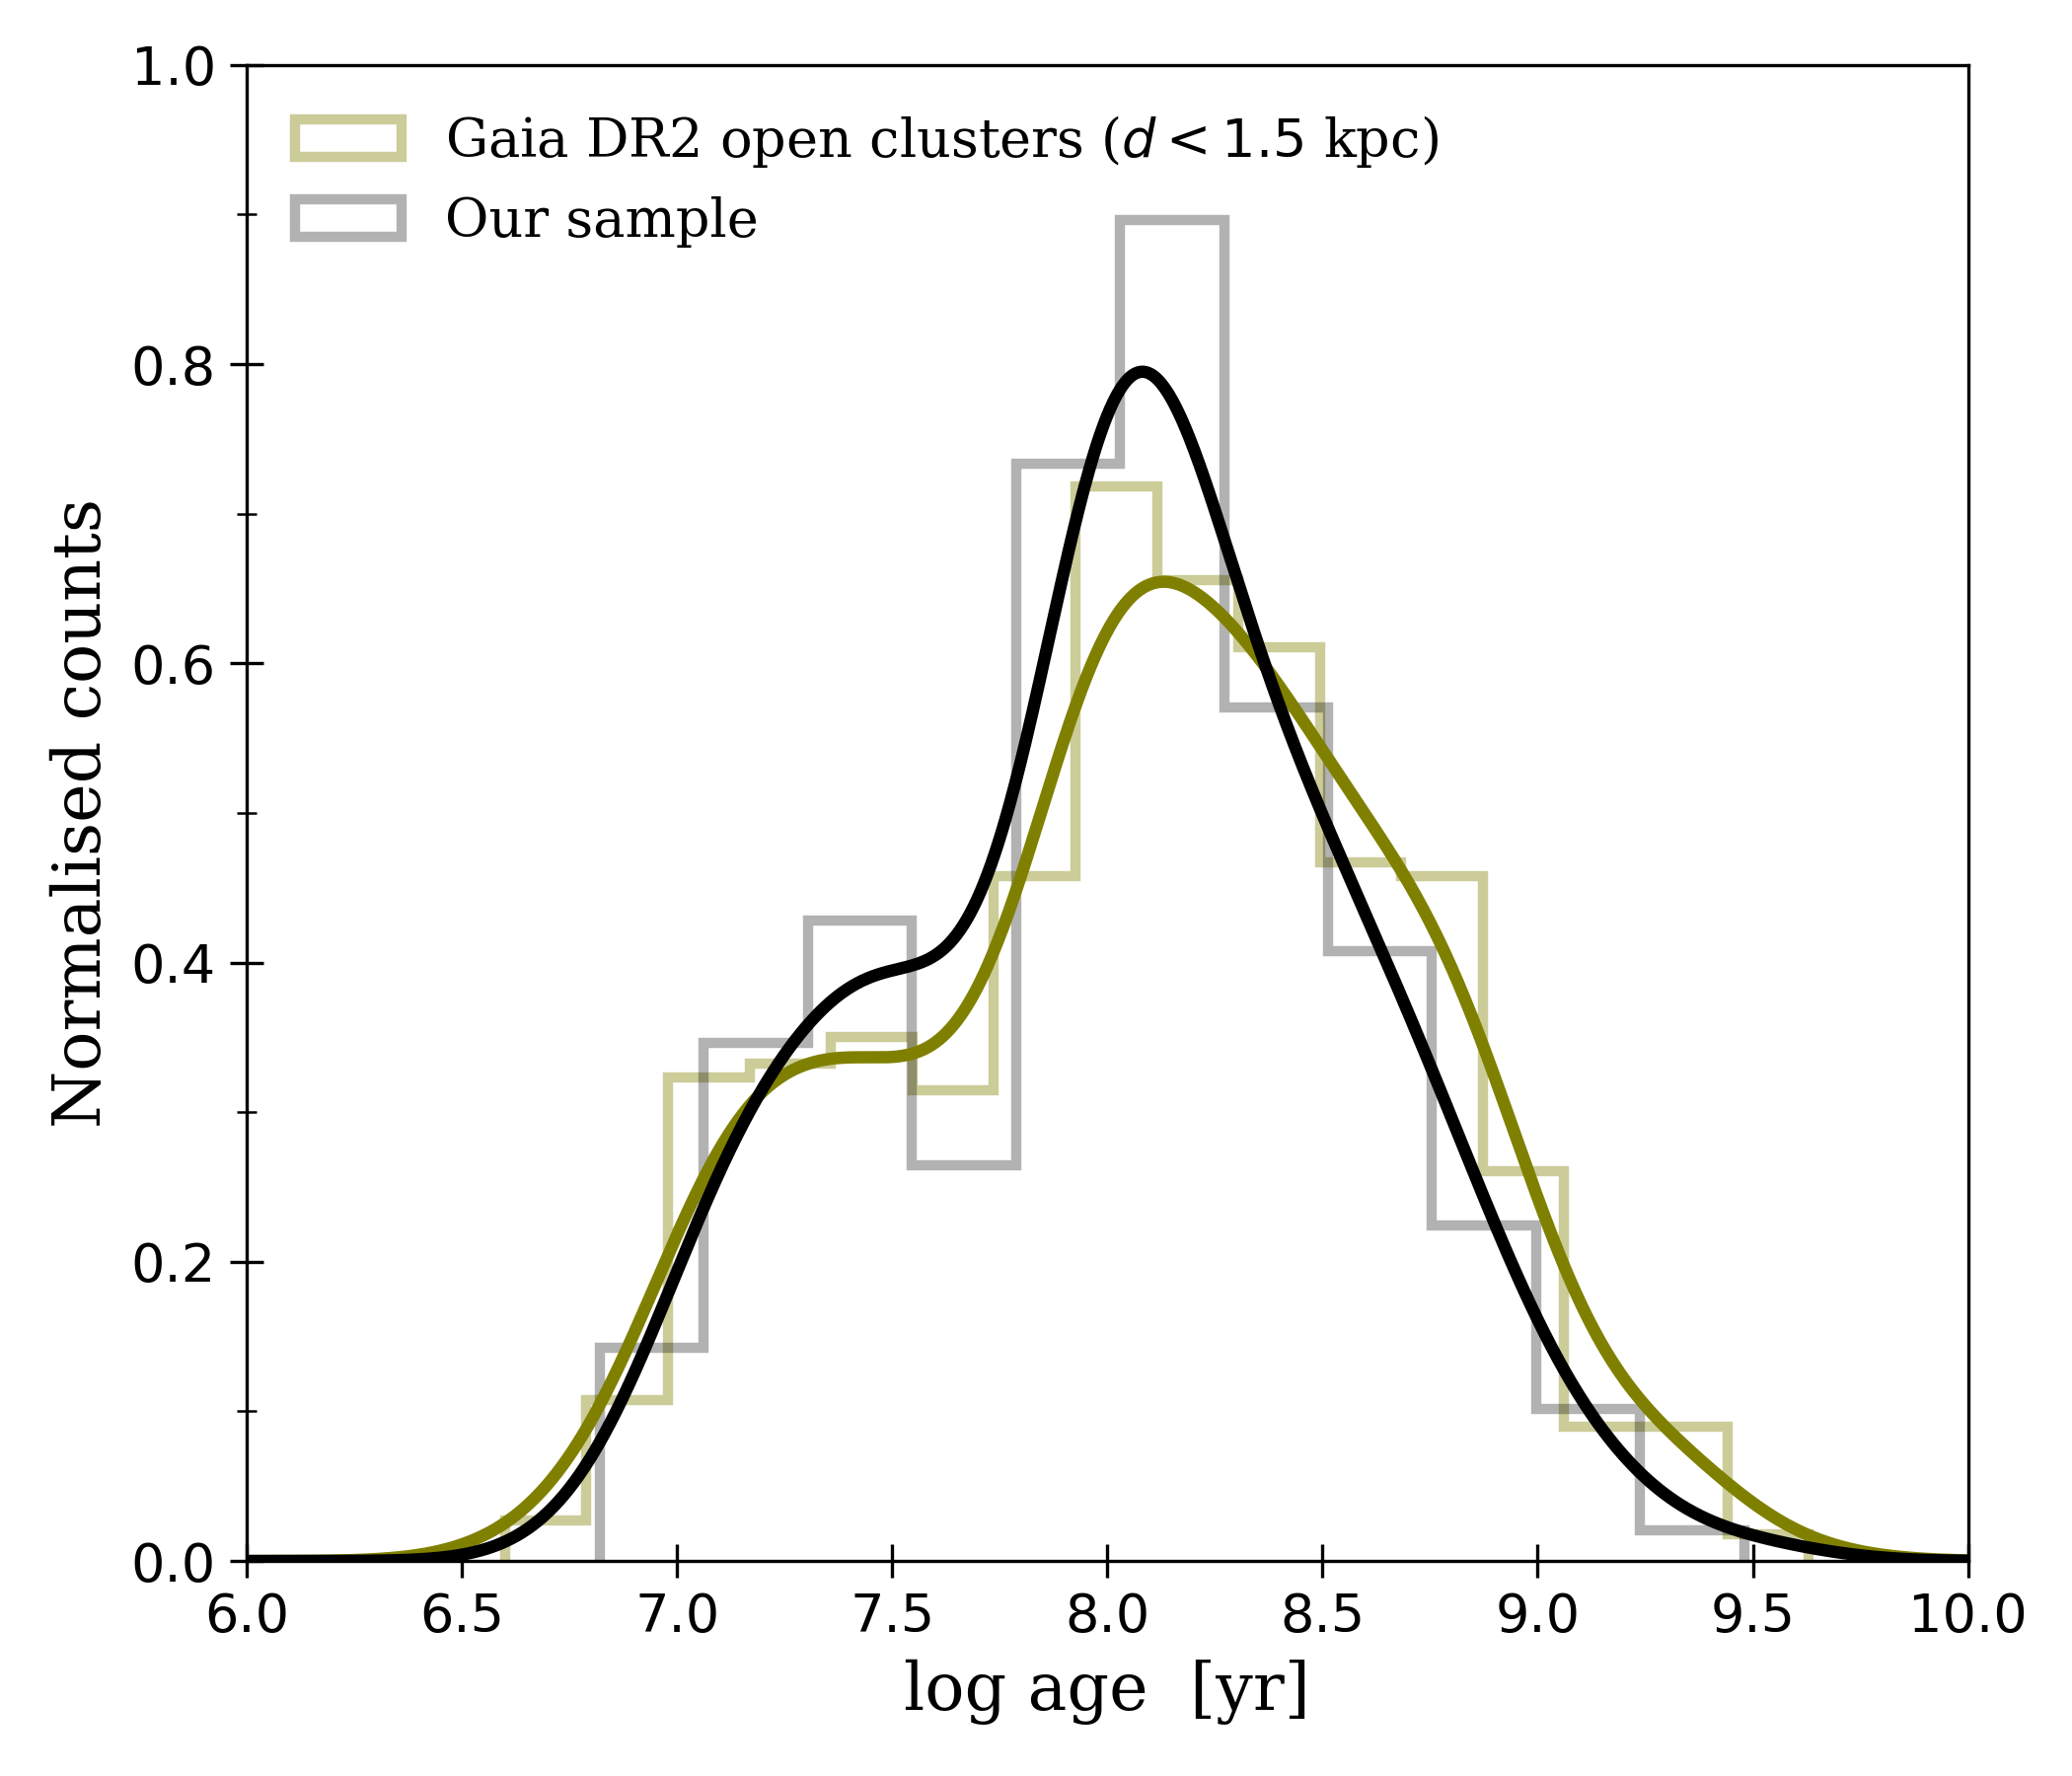 Gaia DR2 open clusters (d < 1.5 kpc)
Our sample
Normalised counts
1.0
0.8
0.6
0.4
0.2
0.0
6.0 6.5 7.0 7.5 8.0 8.5 9.0 9.5 10.0
log age [yr]